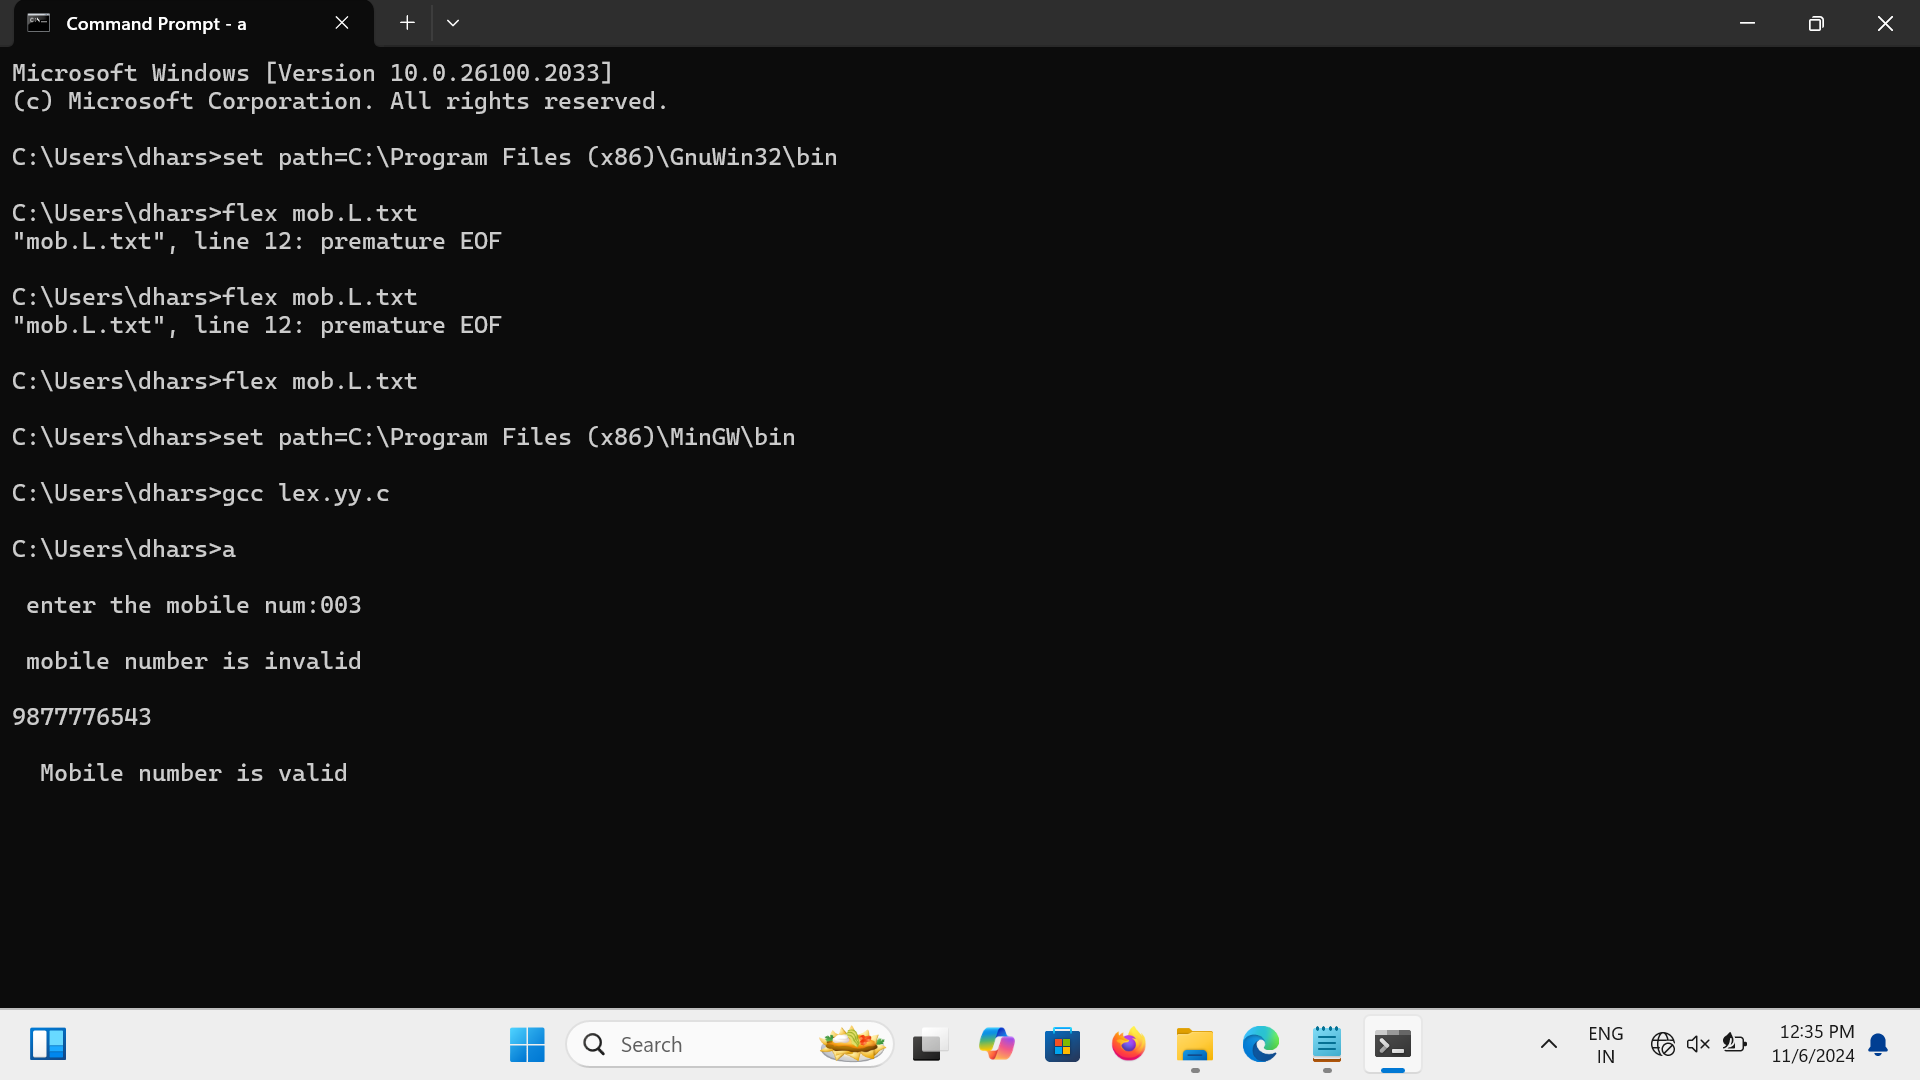 Command Prompt - a
Microsoft Windows [Version 10.0.26100.2033]
(c) Microsoft Corporation. All rights reserved.
C:\Users\dhars>set path=C:\Program Files (x86)\GnuWin32\bin
C:\Users\dhars>flex mob.L.txt
"mob.L.txt", line 12: premature EOF
C:\Users\dhars>flex mob.L.txt
"mob.L.txt", line 12: premature EOF
C:\Users\dhars>flex mob.L.txt
C:\Users\dhars>set path=C:\Program Files (x86)\MinGW\bin
C:\Users\dhars>gcc lex.yy.c
C:\Users\dhars>a
enter the mobile num:003
mobile number is invalid
9877776543
Mobile number is valid
Search
ENG
IN
12:35 PM
11/6/2024